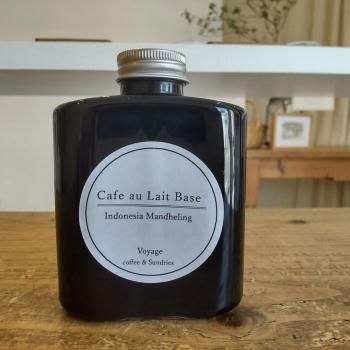 Cafe au Lait Base
Indonesia Mandheling
Voyage
coffee & Sundries